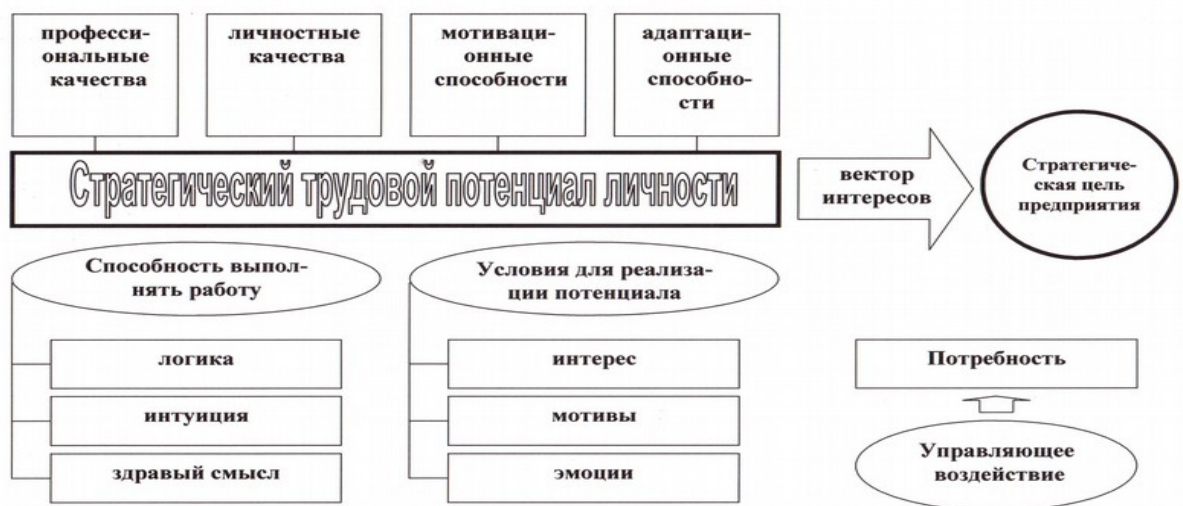 професси-
ональные
качества
личностные
качества
мотиваци-
онные
способности
адаптаци-
онные
способно-
сти
Стратегический трудовой потенциал личности
вектор
интересов
Стратегиче-
ская цель
предприятия
Способность выпол-
нять работу
логика
интуиция
здравый смысл
Условия для реализа-
ции потенциала
интерес
мотивы
эмоции
Потребность
Управляющее
воздействие